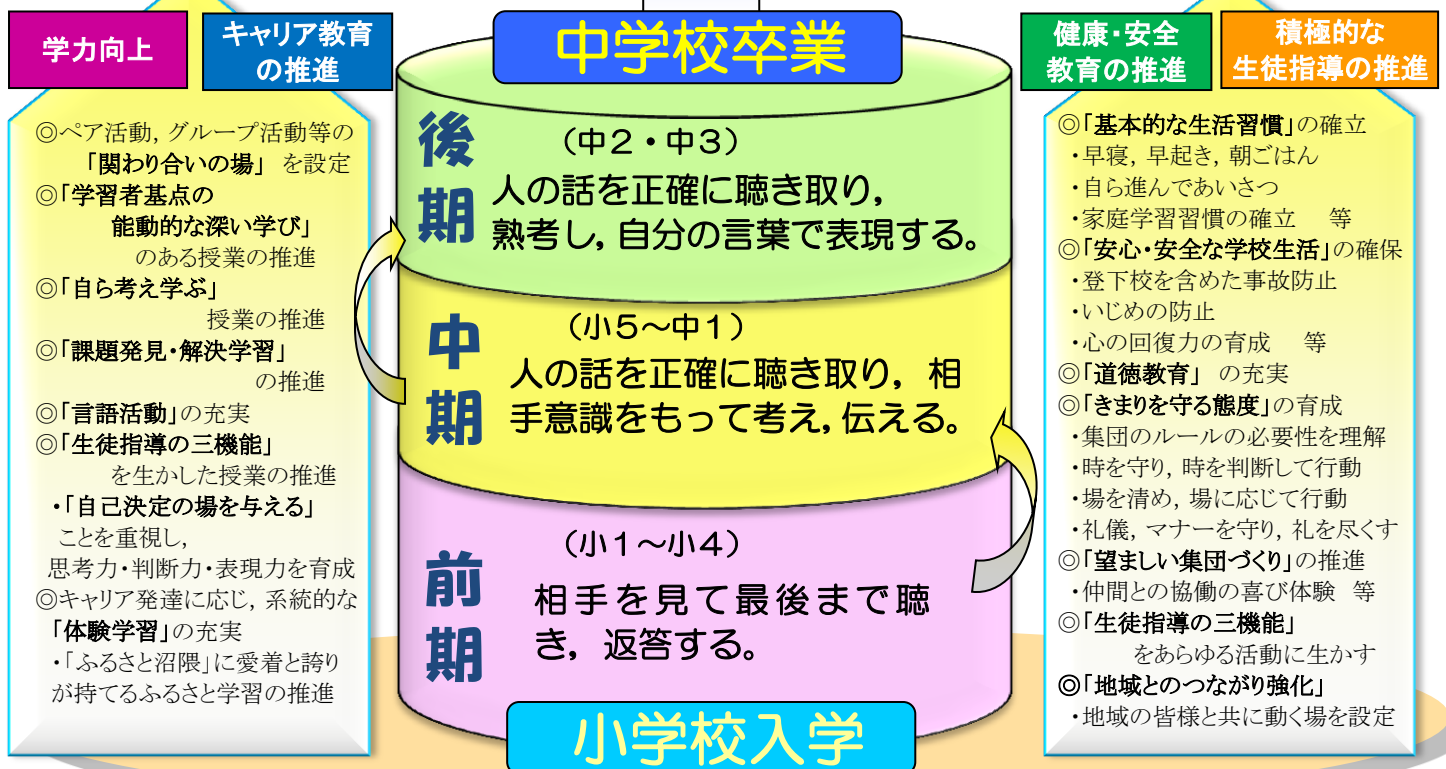 学力向上
キャリア教育
の推進
◎ペア活動，グループ活動等の
「関わり合いの場」 を設定
◎「学習者基点の
能動的な深い学び」
のある授業の推進
◎「自ら考え学ぶ」
授業の推進
◎「課題発見・解決学習」
の推進
◎「言語活動」の充実
◎「生徒指導の三機能」
を生かした授業の推進
・「自己決定の場を与える」
ことを重視し，
思考力・判断力・表現力を育成
◎キャリア発達に応じ，系統的な
「体験学習」の充実
・「ふるさと沼隈」に愛着と誇り
が持てるふるさと学習の推進
中学校卒業
後期
（中２・中３）
人の話を正確に聴き取り，
熟考し，自分の言葉で表現する。
中期
（小５～中１）
人の話を正確に聴き取り，相
手意識をもって考え，伝える。
前期
（小１～小４）
相手を見て最後まで聴
き，返答する。
小学校入学
健康・安全
教育の推進
積極的な
生徒指導の推進
◎「基本的な生活習慣」の確立
・早寝，早起き，朝ごはん
・自ら進んであいさつ
・家庭学習習慣の確立　等
◎「安心・安全な学校生活」の確保
・登下校を含めた事故防止
・いじめの防止
・心の回復力の育成　等
◎「道徳教育」 の充実
◎「きまりを守る態度」の育成
・集団のルールの必要性を理解
・時を守り，時を判断して行動
・場を清め，場に応じて行動
・礼儀，マナーを守り，礼を尽くす
◎「望ましい集団づくり」の推進
・仲間との協働の喜び体験　等
◎「生徒指導の三機能」
をあらゆる活動に生かす
◎「地域とのつながり強化」
・地域の皆様と共に動く場を設定